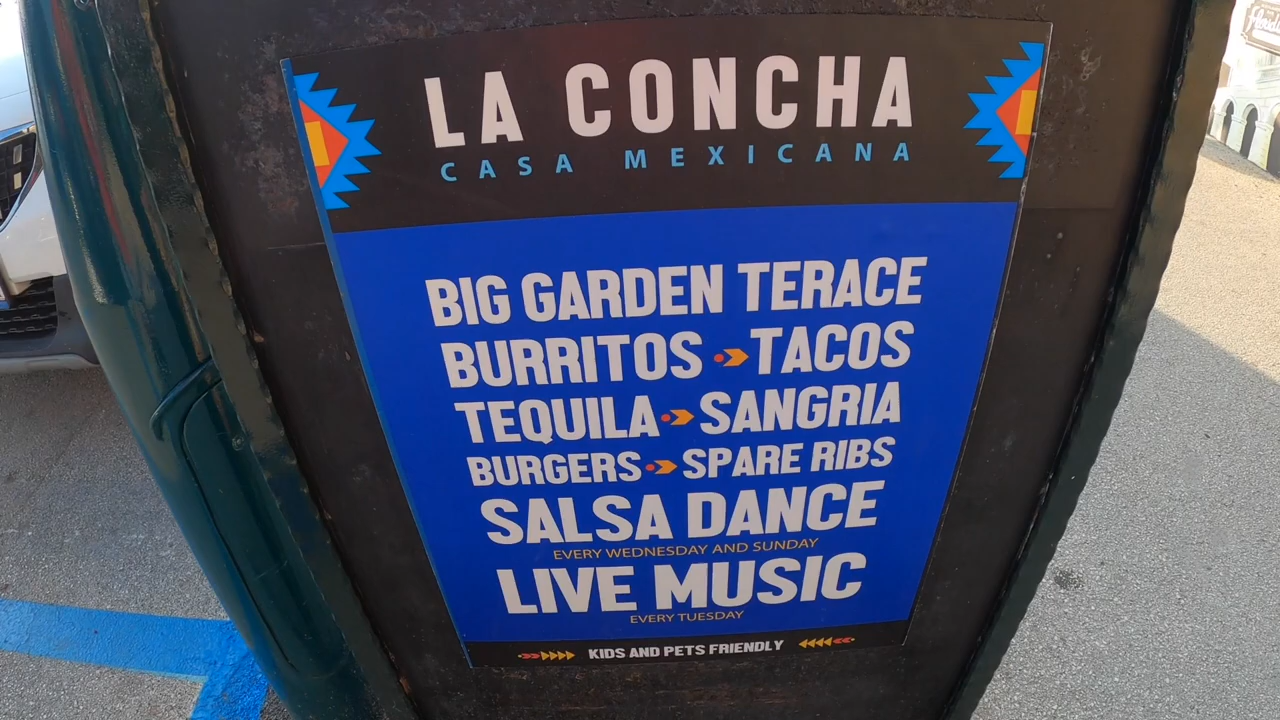 LA CONCHA
CASA MEXICANA
BIG GARDEN TERACE
BURRITOS TACOS
TEQUILA SANGRIA
BURGERS SPARE RIBS
SALSA DANCE
EVERY WEDNESDAY AND SUNDAY
LIVE MUSIC
EVERY TUESDAY
KIDS AND PETS FRIENDLY